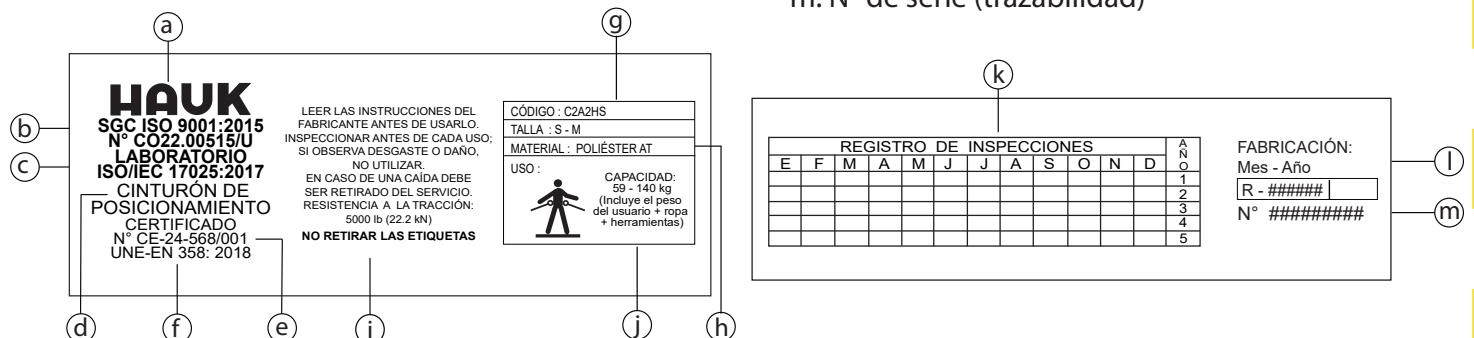 m. N° de serie (trazabilidad)
a
g
k
b
c
HAUK
SGC ISO 9001:2015
N° CO22.00515/U
LABORATORIO
ISO/IEC 17025:2017
CINTURÓN DE
POSICIONAMIENTO
CERTIFICADO
N° CE-24-568/001
UNE-EN 358: 2018
LEER LAS INSTRUCCIONES DEL
FABRICANTE ANTES DE USARLO.
INSPECCIONAR ANTES DE CADA USO;
SI OBSERVA DESGASTE O DAÑO,
NO UTILIZAR.
EN CASO DE UNA CAÍDA DEBE
SER RETIRADO DEL SERVICIO.
RESISTENCIA A LA TRACCIÓN:
5000 lb (22.2 kN)
NO RETIRAR LAS ETIQUETAS
CÓDIGO : C2A2HS
TALLA : S - M
MATERIAL : POLIÉSTER AT
USO :
CAPACIDAD:
59 - 140 kg
(Incluye el peso
del usuario + ropa
+ herramientas)
d
f
e
i
j
h
REGISTRO DE INSPECCIONES
AÑO
E F M A M J J A S O N D
1
2
3
4
5
FABRICACIÓN:
Mes - Año
R - ######
N° #########
l
m